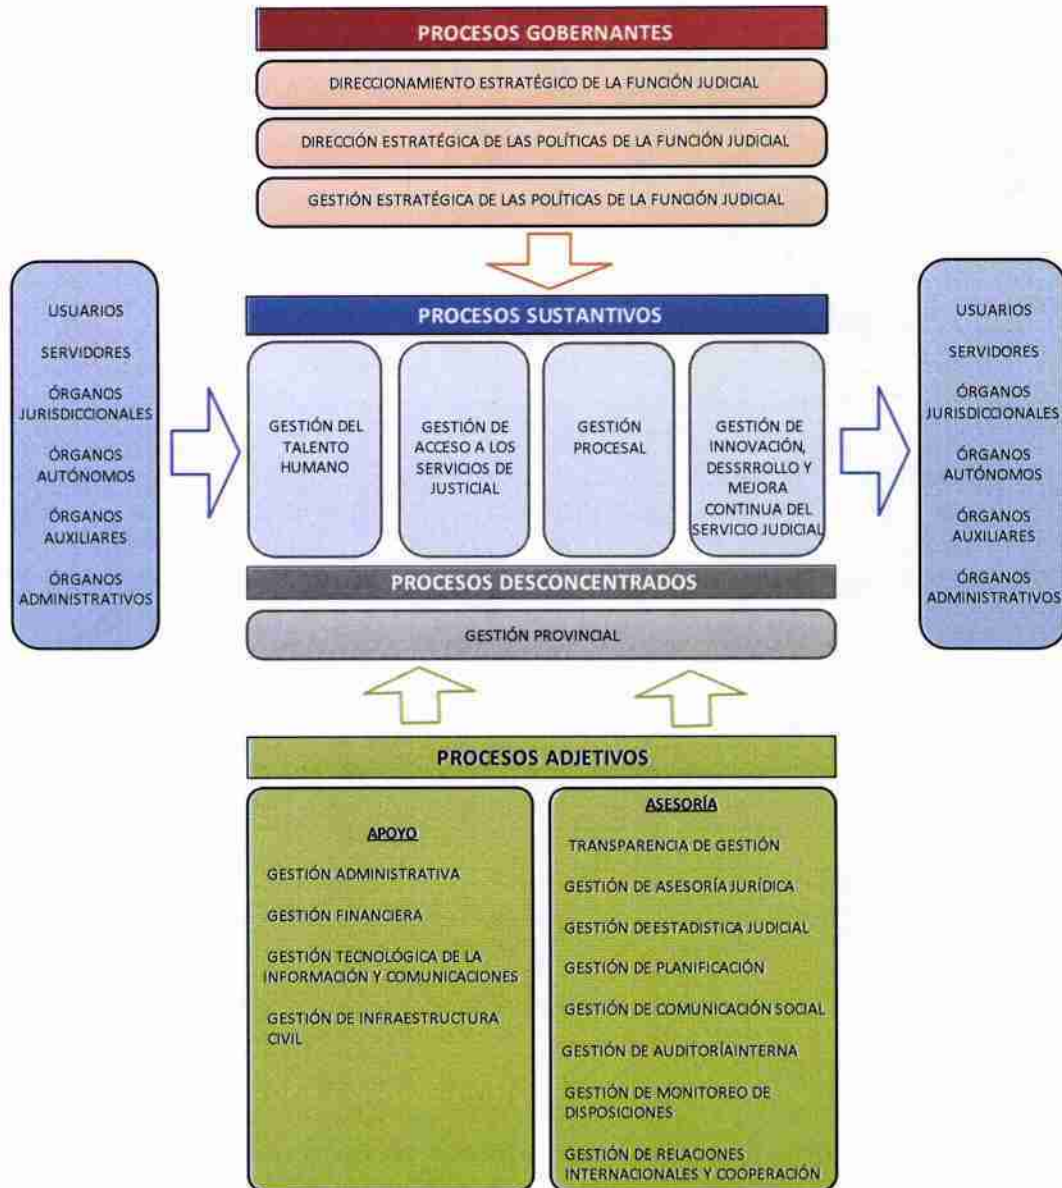 PROCESOS GOBERNANTES
DIRECCIONAMIENTO ESTRATÉGICO DE LA FUNCIÓN JUDICIAL
DIRECCIÓN ESTRATÉGICA DE LAS POLÍTICAS DE LA FUNCIÓN JUDICIAL
GESTIÓN ESTRATÉGICA DE LAS POLÍTICAS DE LA FUNCIÓN JUDICIAL
USUARIOS
SERVIDORES
ÓRGANOS
JURISDICCIONALES
ÓRGANOS
AUTÓNOMOS
ÓRGANOS
AUXILIARES
ÓRGANOS
ADMINISTRATIVOS
PROCESOS SUSTANTIVOS
GESTIÓN DEL
TALENTO
HUMANO
GESTIÓN DE
ACCESO A LOS
SERVICIOS DE
JUSTICIAL
GESTIÓN
PROCESAL
GESTIÓN DE
INNOVACIÓN,
DESSRROLLO Y
MEJORA
CONTINUA DEL
SERVICIO JUDICIAL
USUARIOS
SERVIDORES
ÓRGANOS
JURISDICCIONALES
ÓRGANOS
AUTÓNOMOS
ÓRGANOS
AUXILIARES
ÓRGANOS
ADMINISTRATIVOS
PROCESOS DESCONCENTRADOS
GESTIÓN PROVINCIAL
PROCESOS ADJETIVOS
APOYO
GESTIÓN ADMINISTRATIVA
GESTIÓN FINANCIERA
GESTIÓN TECNOLÓGICA DE LA
INFORMACIÓN Y COMUNICACIONES
GESTIÓN DE INFRAESTRUCTURA
CIVIL
ASESORÍA
TRANSPARENCIA DE GESTIÓN
GESTIÓN DE ASESORÍA JURÍDICA
GESTIÓN DE ESTADISTICA JUDICIAL
GESTIÓN DE PLANIFICACIÓN
GESTIÓN DE COMUNICACIÓN SOCIAL
GESTIÓN DE AUDITORÍA INTERNA
GESTIÓN DE MONITOREO DE
DISPOSICIONES
GESTIÓN DE RELACIONES
INTERNACIONALES Y COOPERACIÓN